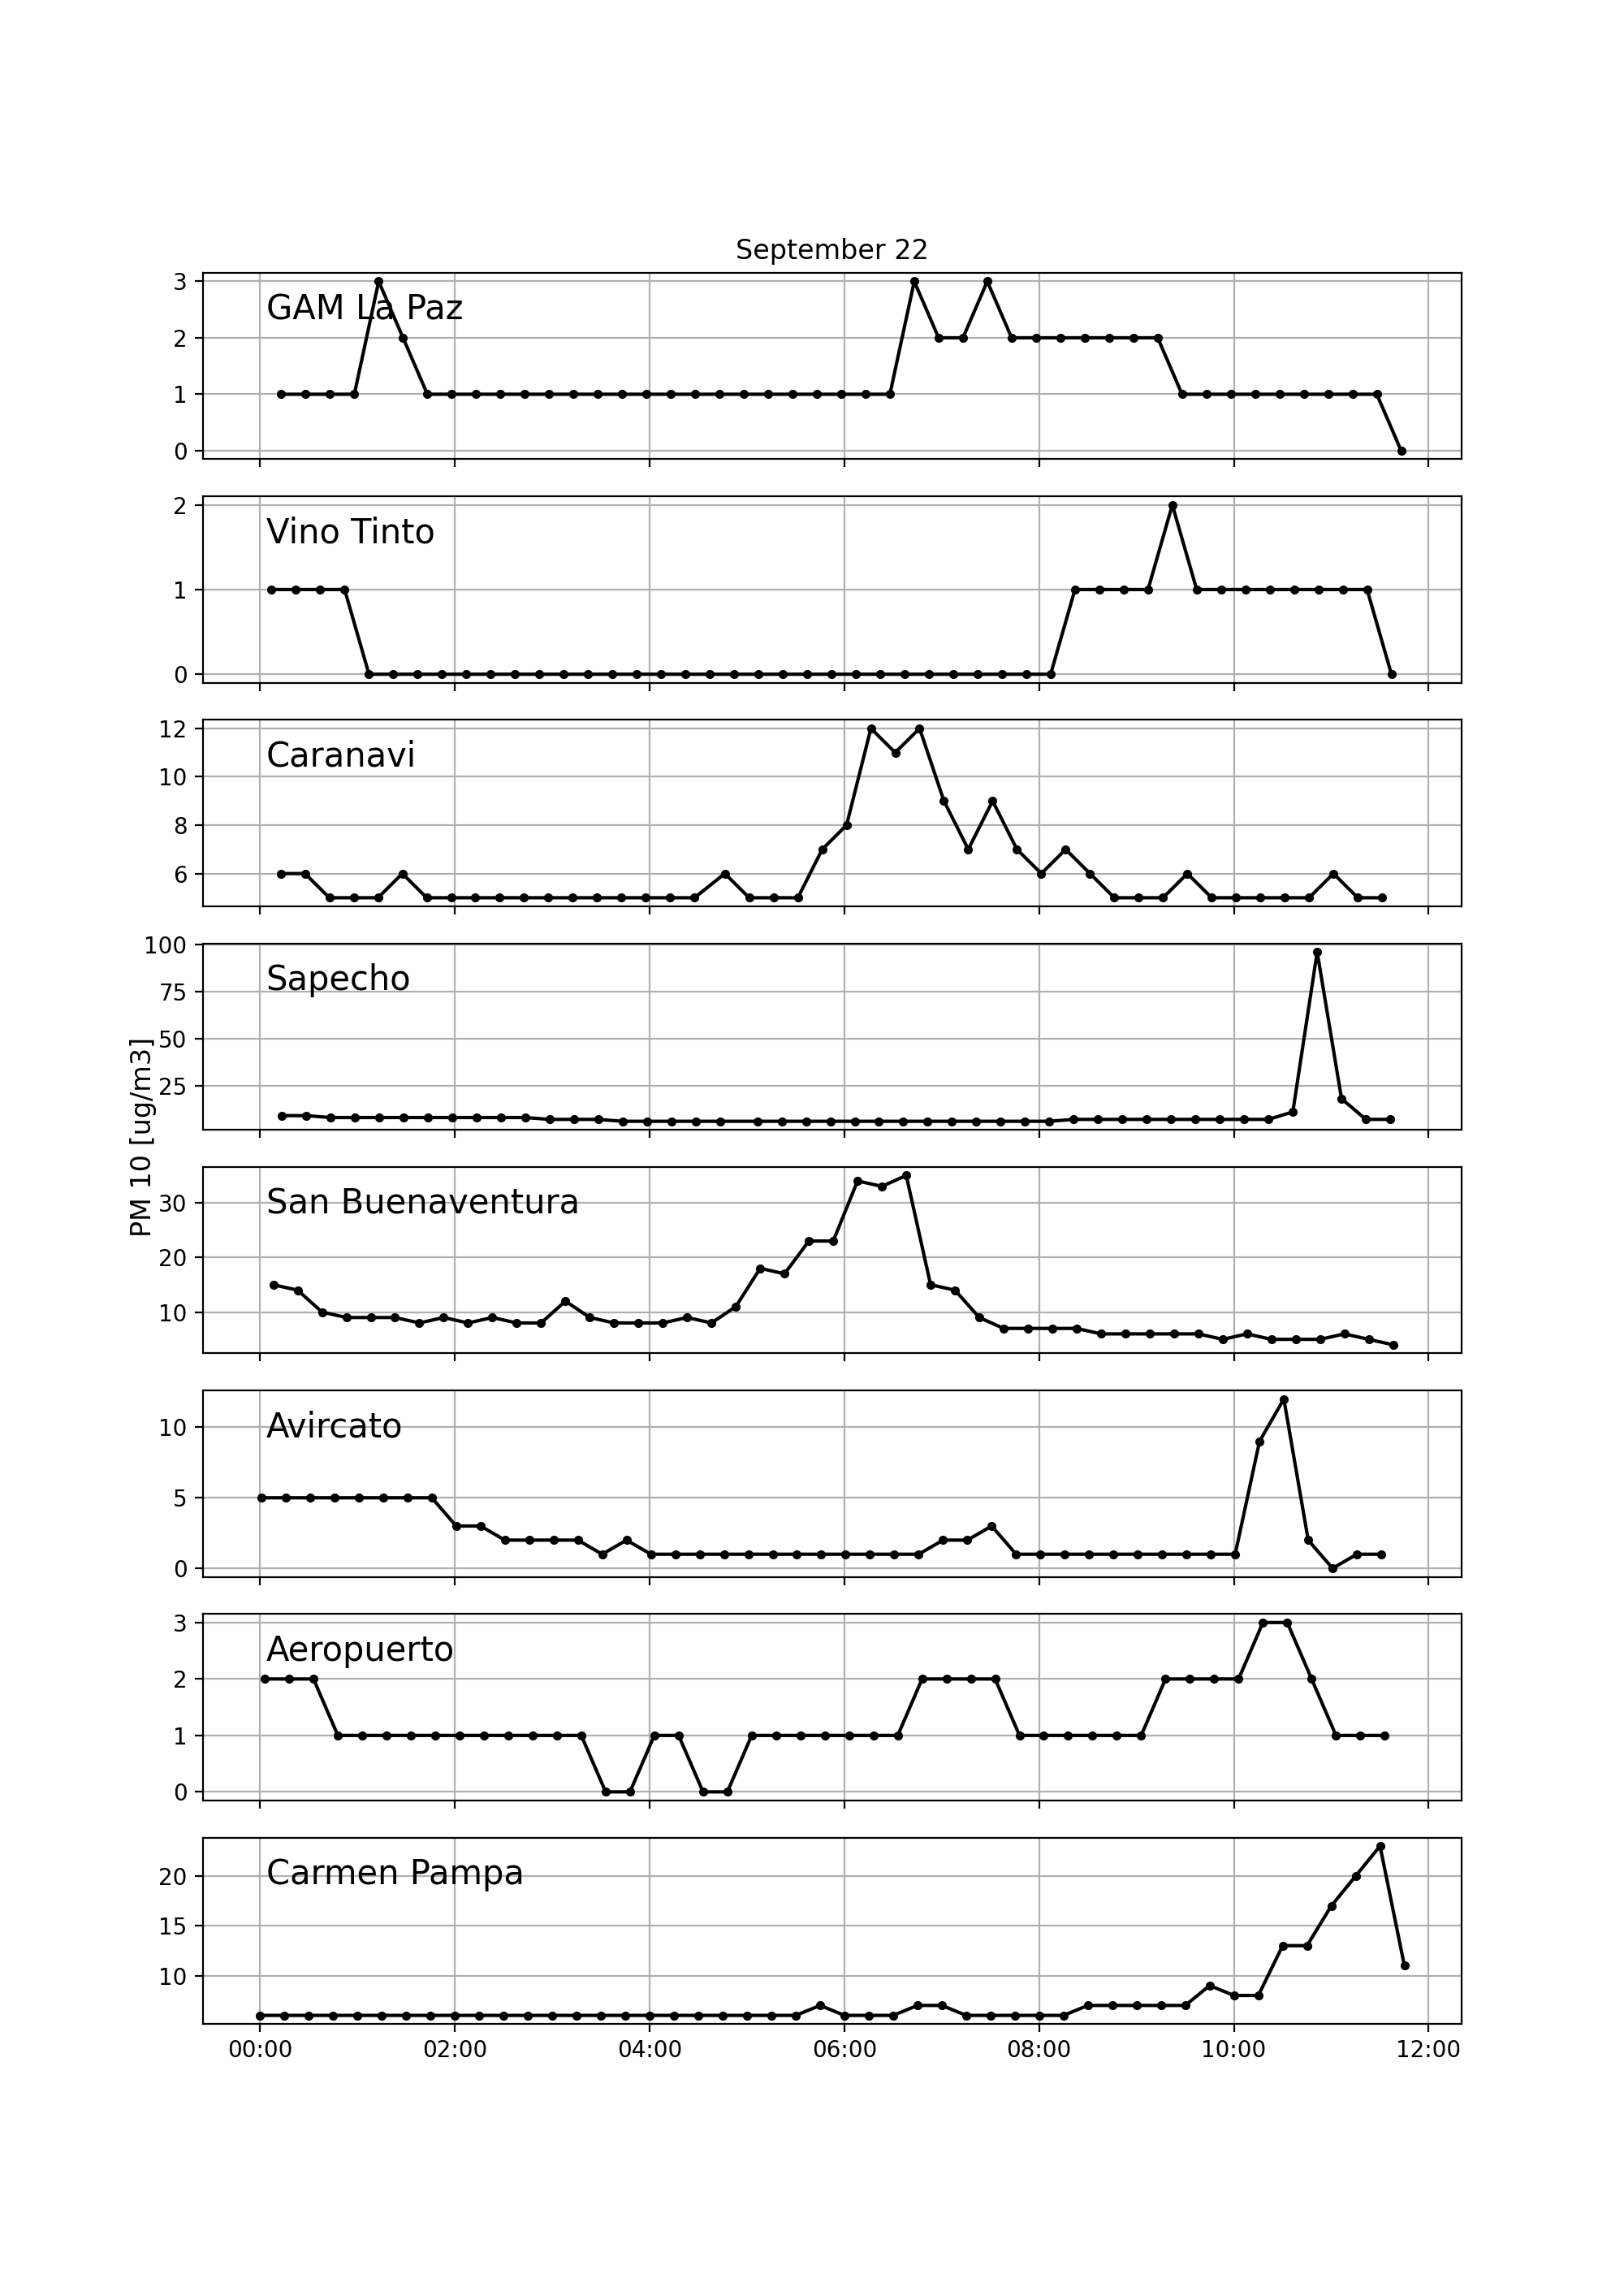 September 22
3
GAM La Paz
2
1
0
2
Vino Tinto
1
0
12
Caranavi
10
8
6
100
Sapecho
75
50
25
PM 10 [ug/m3]
San Buenaventura
30
20
10
Avircato
10
5
0
3
Aeropuerto
2
1
0
Carmen Pampa
20
15
10
00:00 02:00 04:00 06:00 08:00 10:00 12:00